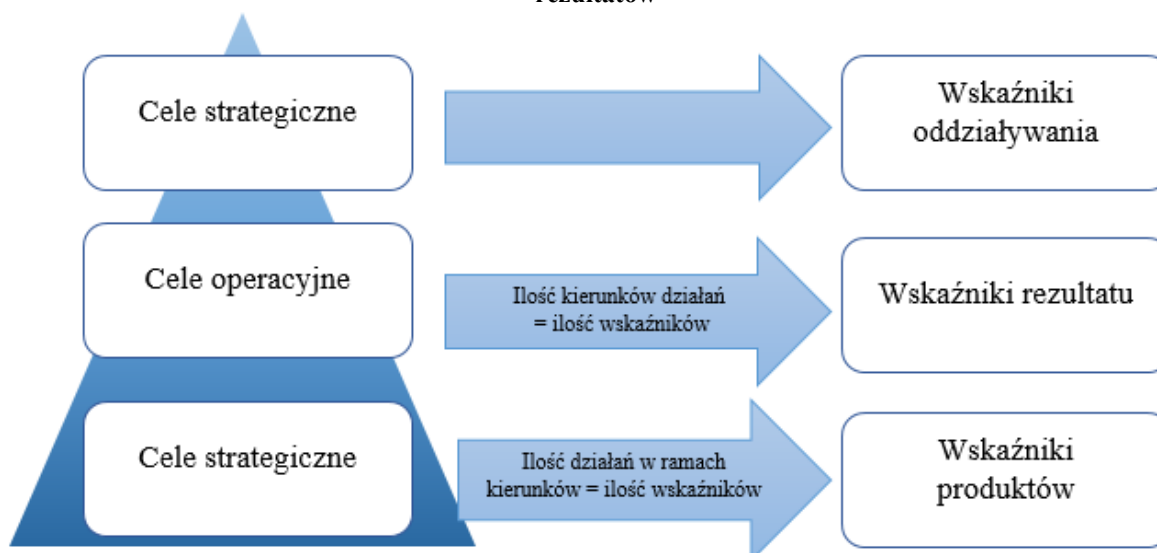 rezultatów
Cele strategiczne
Wskaźniki
oddziaływania
Cele operacyjne
Ilość kierunków działań
= ilość wskaźników
Wskaźniki rezultatu
Cele strategiczne
Ilość działań w ramach
kierunków = ilość wskaźników
Wskaźniki
produktów